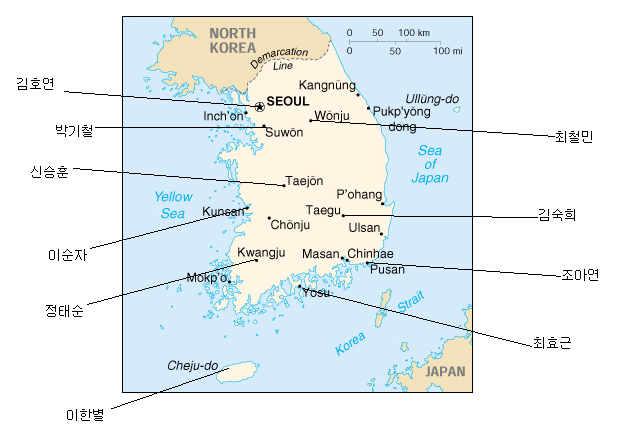 NORTH
KOREA
0 50 100 km
0 50 100 mi
Demarcation
Line
김호연
Kangnŭng
Ullŭng-do
SEOUL
Inch'on
Wŏnju
Pukp'yŏng
dong
박기철
Suwŏn
최철민
Sea
of
Japan
신승훈
Taejŏn
P'ohang
Yellow
Sea
Kunsan
Taegu
김숙희
Chŏnju
Ulsan
이순자
Kwangju
Masan
Chinhae
Pusan
조아연
Mokp'o
Yosu
정태순
Korea Strait
최효근
Cheju-do
JAPAN
이한별